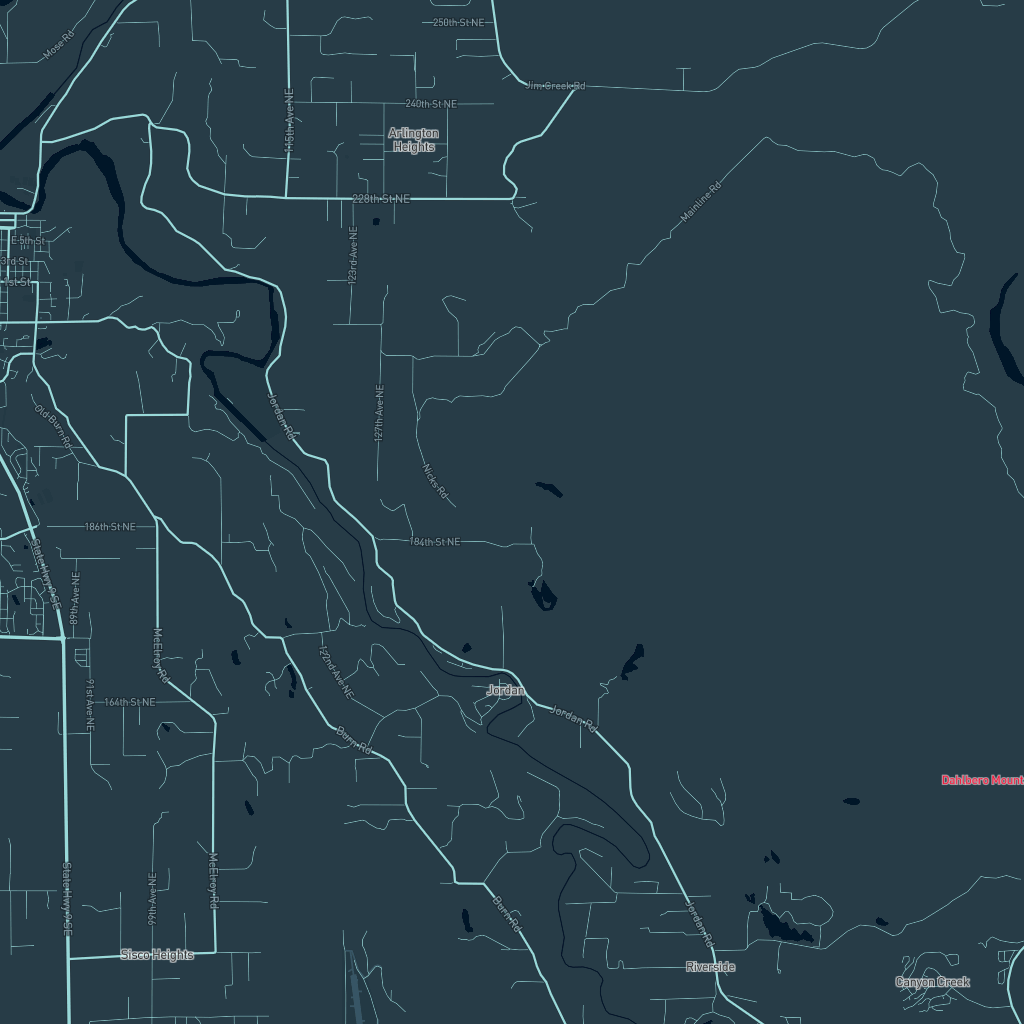 250th St NE
Mose Rd
Jim Creek Rd
240th St NE
115th Ave NE
Arlington
Heights
228th St NE
Mainline Rd
E 5th St
3rd St
1st St
123rd Ave NE
127th Ave NE
Jordan Rd
Old Burn Rd
Nicks Rd
186th St NE
184th St NE
State Hwy 9 SE
89th Ave NE
McElroy Rd
122nd Ave NE
91st Ave NE
164th St NE
Jordan
Jordan Rd
Burn Rd
Dahlberg Mount
State Hwy 9 SE
McElroy Rd
99th Ave NE
Burn Rd
Jordan Rd
Sisco Heights
Riverside
Canyon Creek